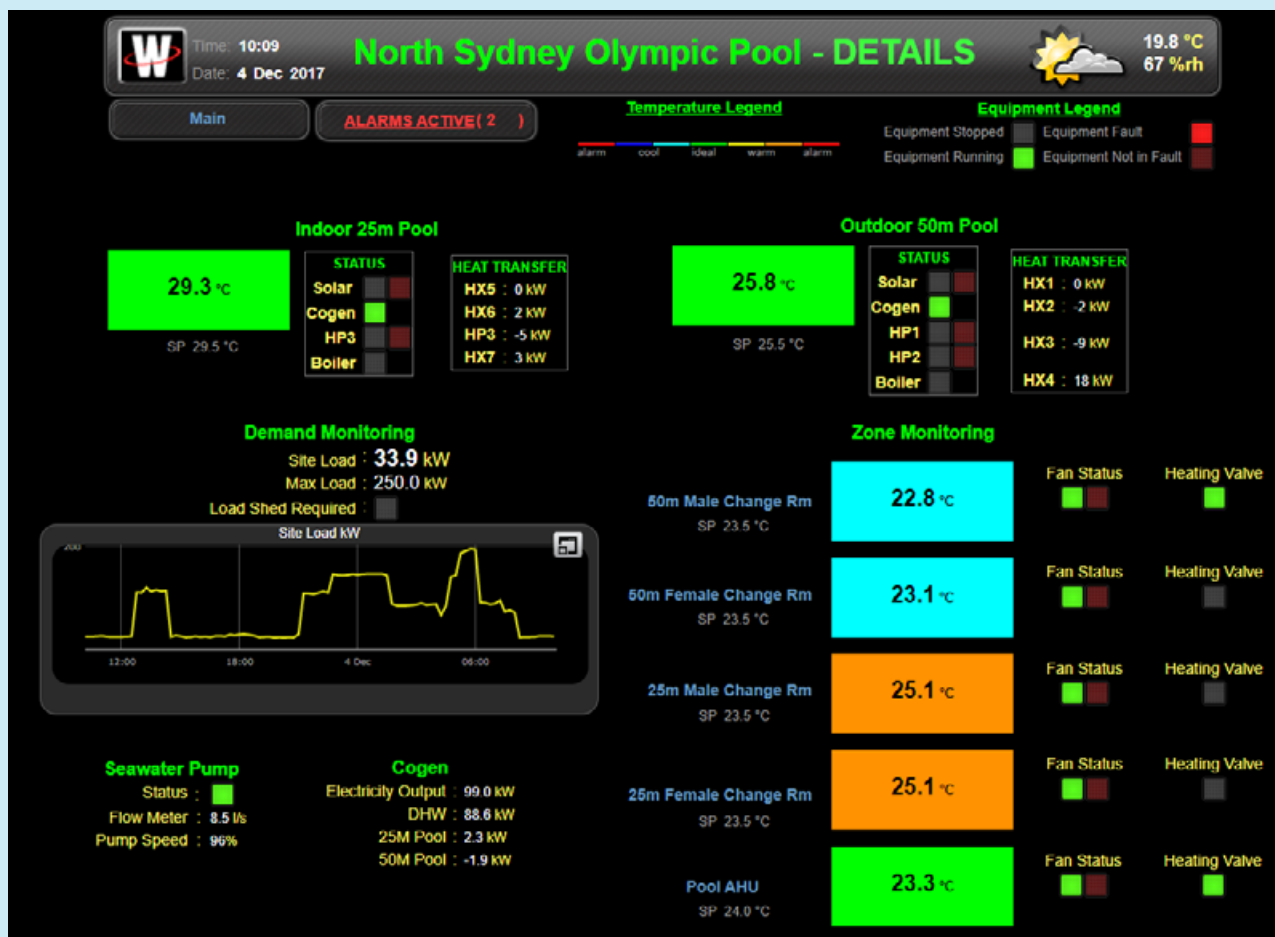 W
Time: 10:09
Date: 4 Dec 2017
North Sydney Olympic Pool - DETAILS
19.8 °C
67 %rh
Main
ALARMS ACTIVE( 2 )
Temperature Legend
alarm cool ideal warm alarm
Equipment Legend
Equipment Stopped Equipment Fault
Equipment Running Equipment Not in Fault
Indoor 25m Pool
29.3 °C
SP 29.5 °C
STATUS
Solar
Cogen
HP3
Boiler
HEAT TRANSFER
HX5 : 0 kW
HX6 : 2 kW
HP3 : -5 kW
HX7 : 3 kW
Outdoor 50m Pool
25.8 °C
SP 25.5 °C
STATUS
Solar
Cogen
HP1
HP2
Boiler
HEAT TRANSFER
HX1 : 0 kW
HX2 : -2 kW
HX3 : -9 kW
HX4 : 18 kW
Demand Monitoring
Site Load : 33.9 kW
Max Load : 250.0 kW
Load Shed Required :
Site Load kW
200
12:00 18:00 4 Dec 06:00
Seawater Pump
Status :
Flow Meter : 8.5 l/s
Pump Speed : 96%
Cogen
Electricity Output : 99.0 kW
DHW : 88.6 kW
25M Pool : 2.3 kW
50M Pool : -1.9 kW
Zone Monitoring
50m Male Change Rm
SP 23.5 °C
22.8 °C
Fan Status Heating Valve
50m Female Change Rm
SP 23.5 °C
23.1 °C
Fan Status Heating Valve
25m Male Change Rm
SP 23.5 °C
25.1 °C
Fan Status Heating Valve
25m Female Change Rm
SP 23.5 °C
25.1 °C
Fan Status Heating Valve
Pool AHU
SP 24.0 °C
23.3 °C
Fan Status Heating Valve